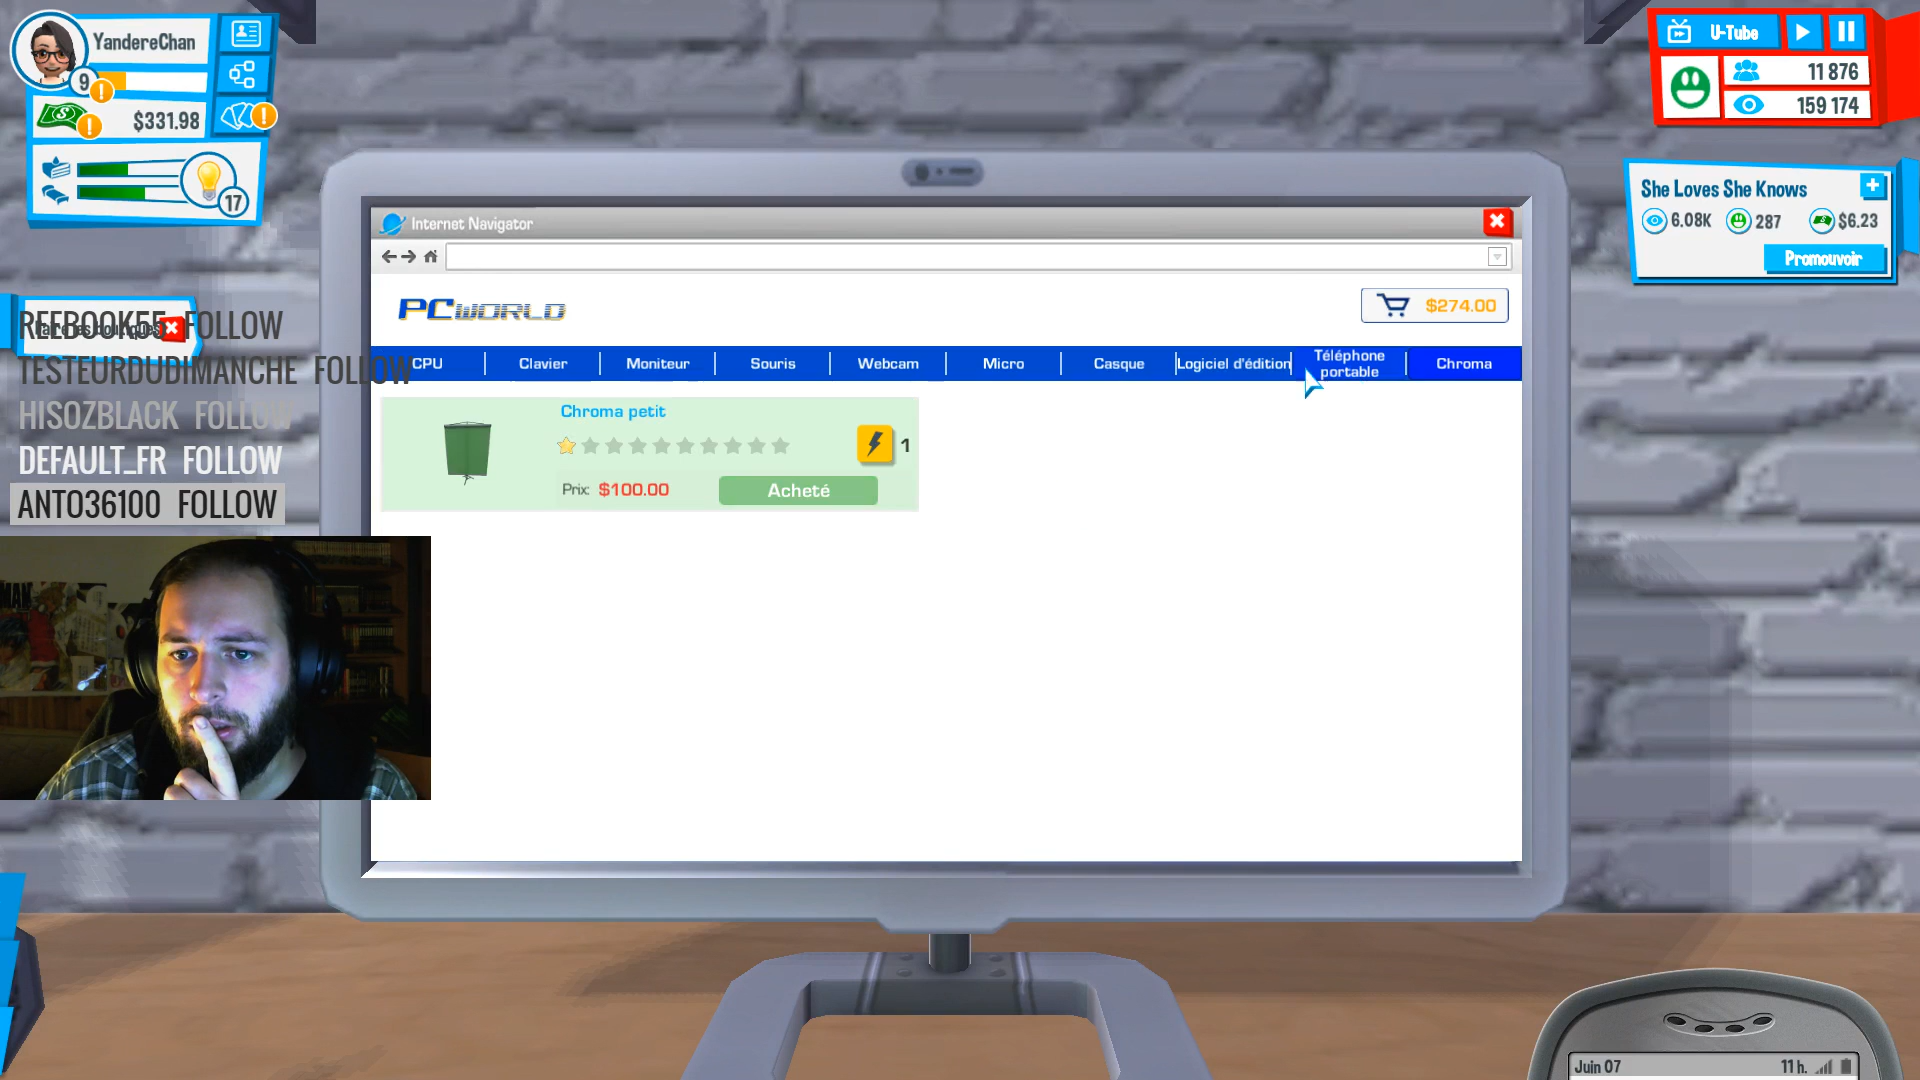 YandereChan
9
$331.98
17
U-Tube
11 876
159 174
She Loves She Knows
6.08K 287 $6.23
Promouvoir
Internet Navigator
PCWORLD
$274.00
CPU Clavier Moniteur Souris Webcam Micro Casque Logiciel d'édition Téléphone portable Chroma
Chroma petit
1
Prix: $100.00 Acheté
REEBOOK55 FOLLOW
TESTEURDUDIMANCHE FOLLOW
HISOZBLACK FOLLOW
DEFAULT_FR FOLLOW
ANTO36100 FOLLOW
Juin 07 11 h.